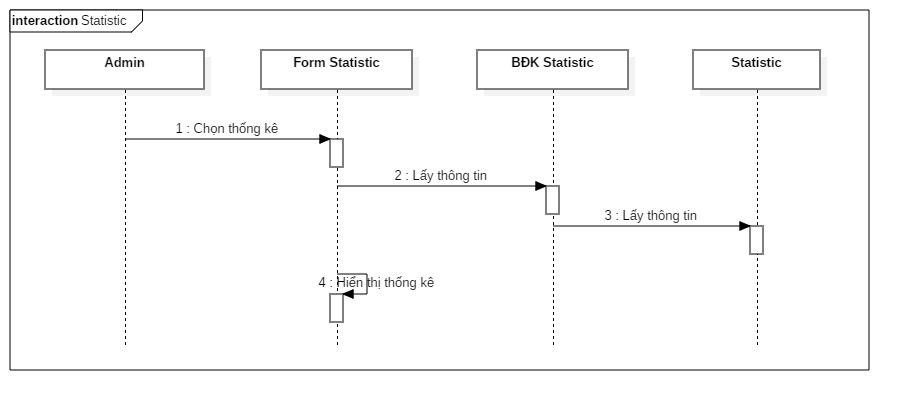 interaction Statistic
Admin
Form Statistic
BĐK Statistic
Statistic
1 : Chọn thống kê
2 : Lấy thông tin
3 : Lấy thông tin
4 : Hiển thị thống kê